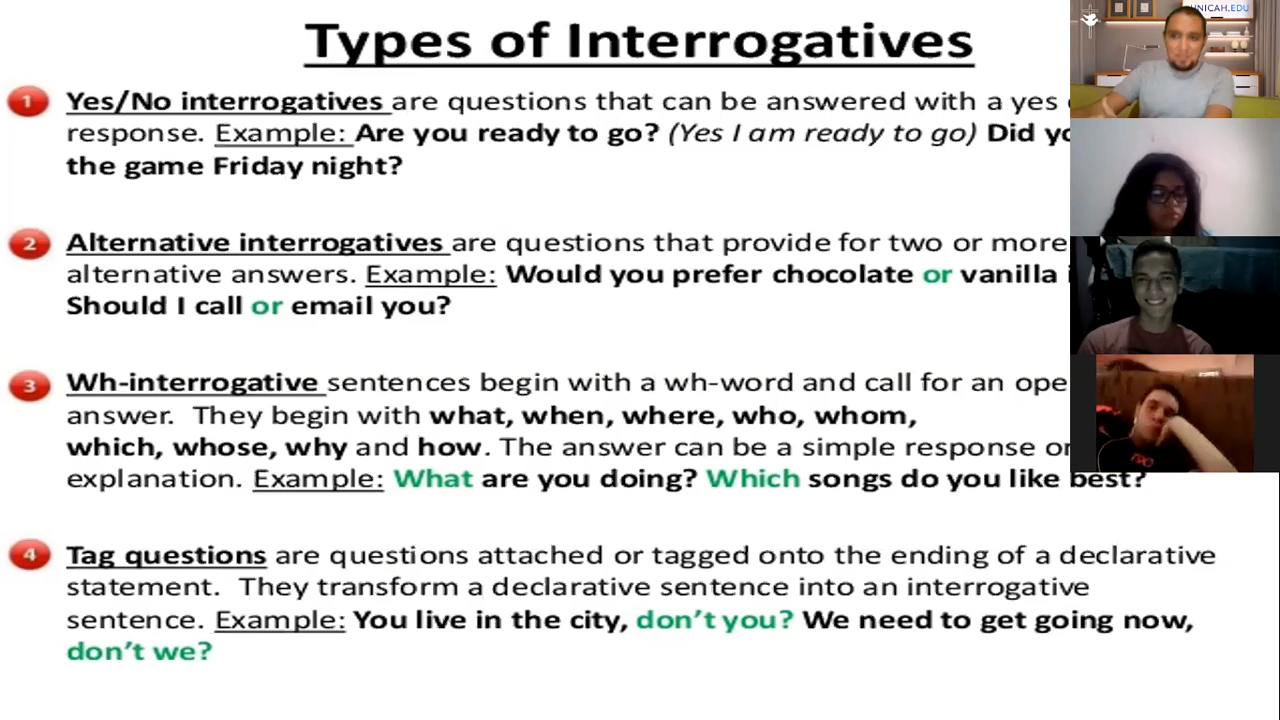 Types of Interrogatives
UNICAH.EDU
1 Yes/No interrogatives are questions that can be answered with a yes
response. Example: Are you ready to go? (Yes I am ready to go) Did
the game Friday night?
2 Alternative interrogatives are questions that provide for two or more
alternative answers. Example: Would you prefer chocolate or vanilla
Should I call or email you?
3 Wh-interrogative sentences begin with a wh-word and call for an
answer. They begin with what, when, where, who, whom,
which, whose, why and how. The answer can be a simple response or
explanation. Example: What are you doing? Which songs do you like best?
4 Tag questions are questions attached or tagged onto the ending of a declarative
statement. They transform a declarative sentence into an interrogative
sentence. Example: You live in the city, don't you? We need to get going now,
don't we?